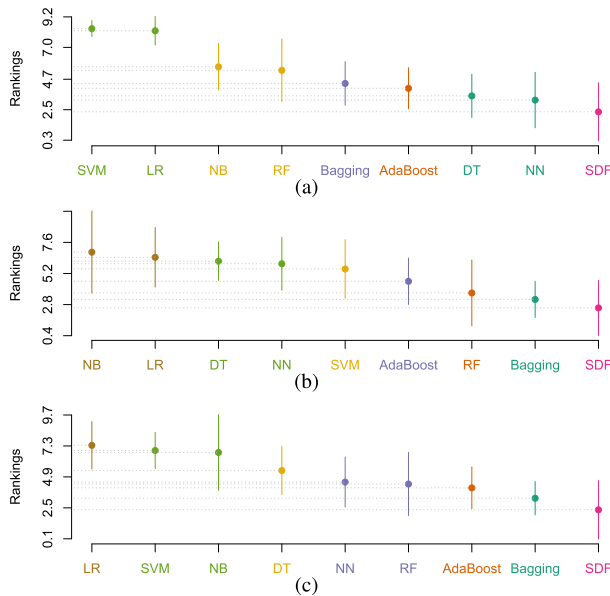 9.2
7.0
4.7
2.5
0.3
Rankings
SVM LR NB RF Bagging AdaBoost DT NN SDF
(a)
7.6
5.2
2.8
0.4
Rankings
NB LR DT NN SVM AdaBoost RF Bagging SDF
(b)
9.7
7.3
4.9
2.5
0.1
Rankings
LR SVM NB DT NN RF AdaBoost Bagging SDF
(c)